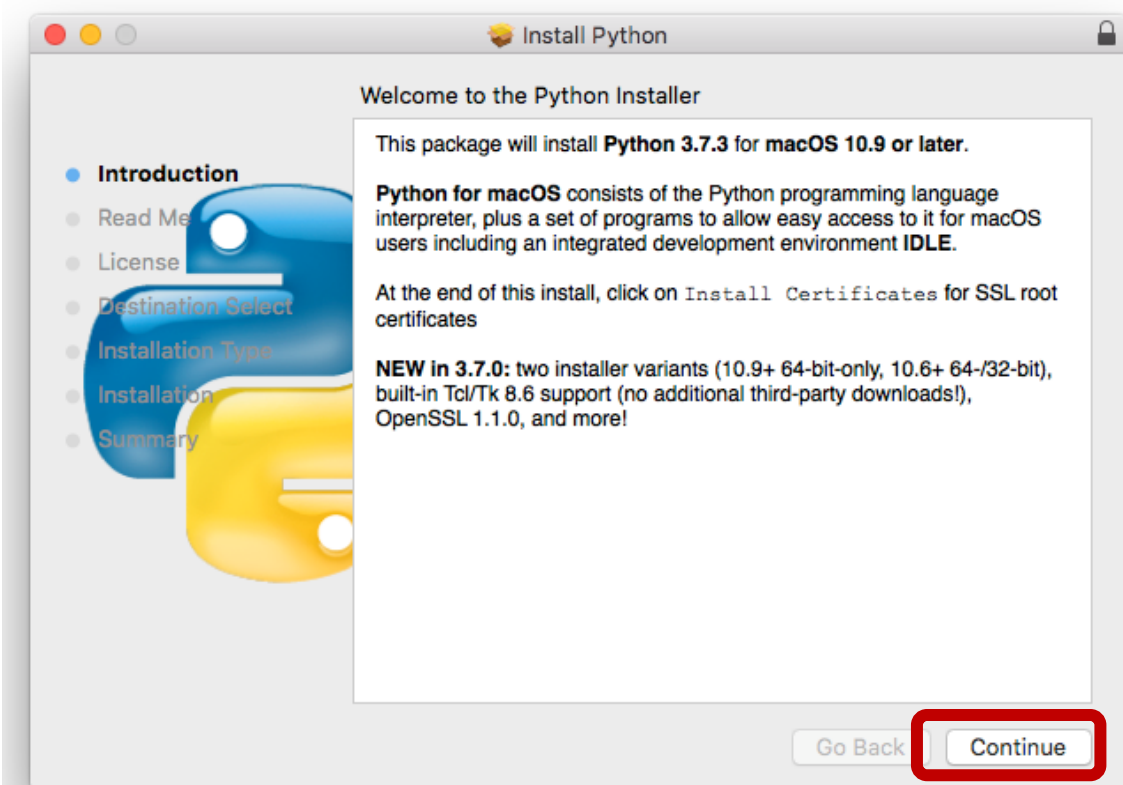 Install Python
Welcome to the Python Installer
Introduction
Read Me
License
Destination Select
Installation Type
Installation
Summary
This package will install Python 3.7.3 for macOS 10.9 or later.
Python for macOS consists of the Python programming language
interpreter, plus a set of programs to allow easy access to it for macOS
users including an integrated development environment IDLE.
At the end of this install, click on Install Certificates for SSL root
certificates
NEW in 3.7.0: two installer variants (10.9+ 64-bit-only, 10.6+ 64-/32-bit),
built-in Tcl/Tk 8.6 support (no additional third-party downloads!),
OpenSSL 1.1.0, and more!
Go Back
Continue